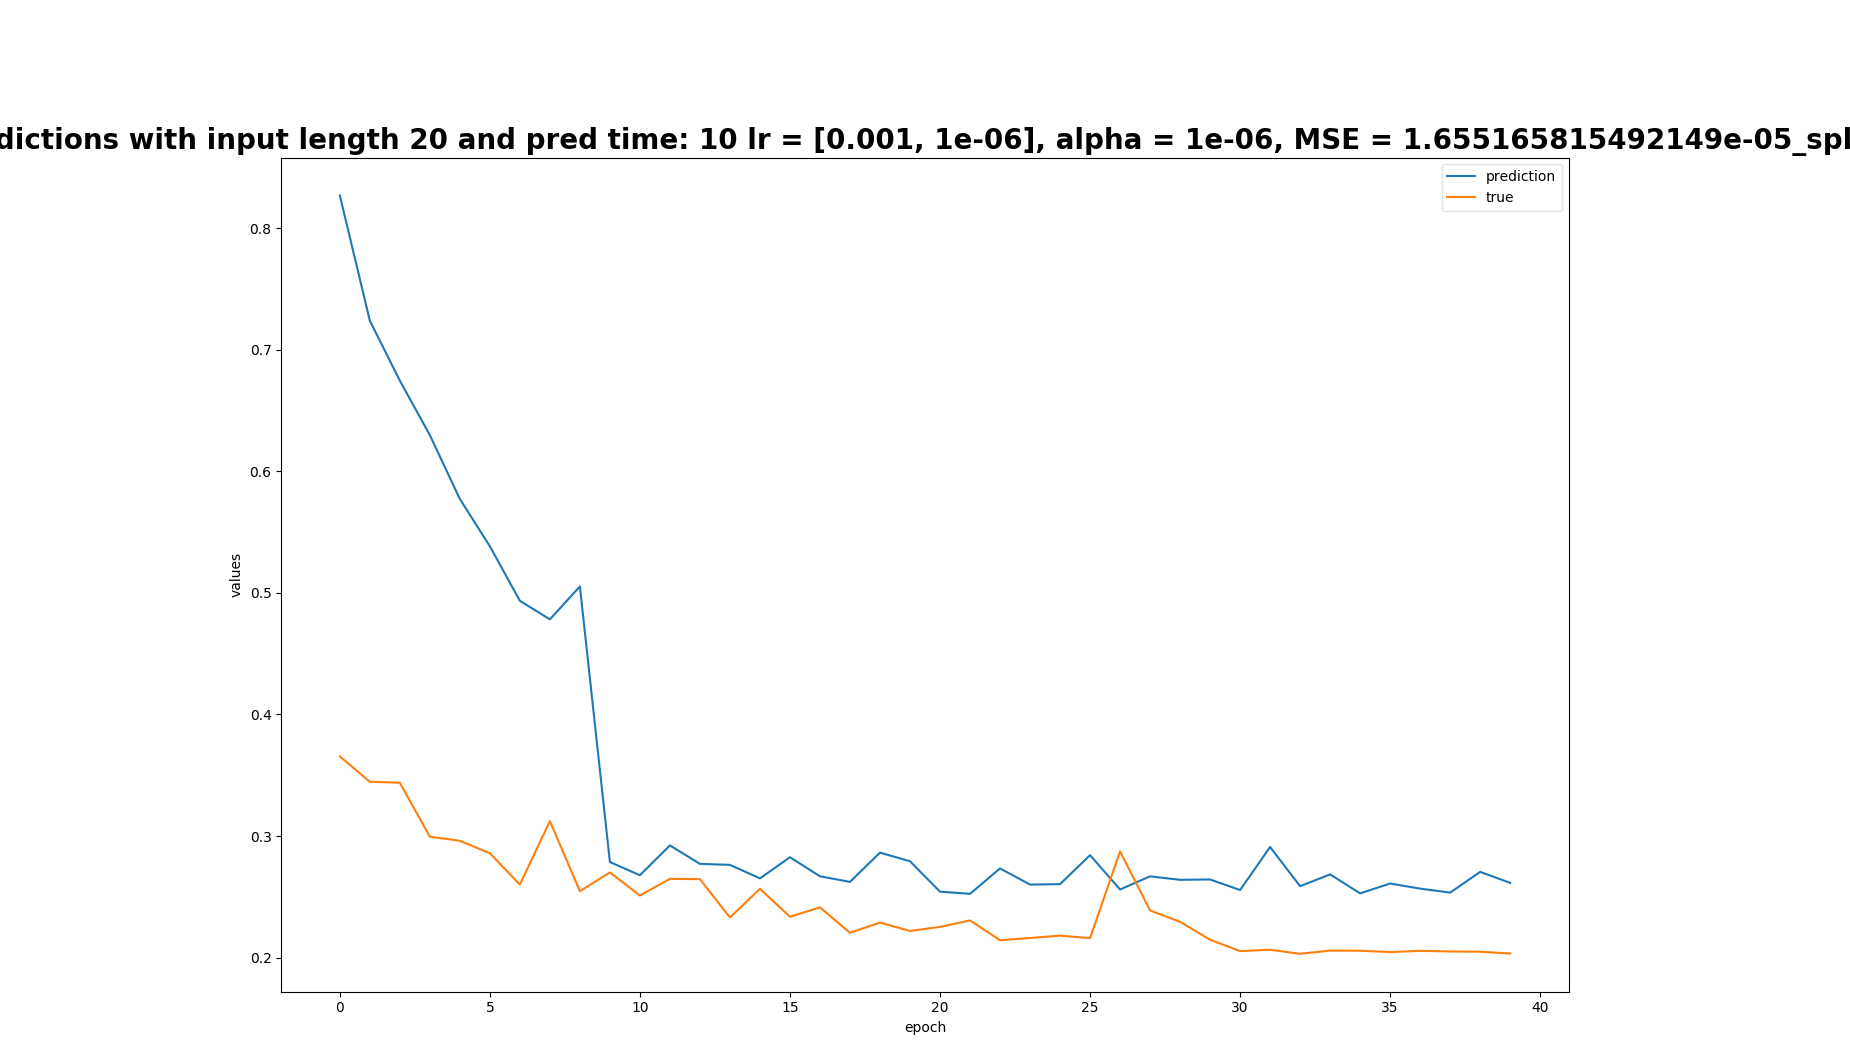 dictions with input length 20 and pred time: 10 lr = [0.001, 1e-06], alpha = 1e-06, MSE = 1.655165815492149e-05_spl
prediction
true
0.8
0.7
0.6
0.5
0.4
0.3
0.2
values
0 5 10 15 20 25 30 35 40
epoch